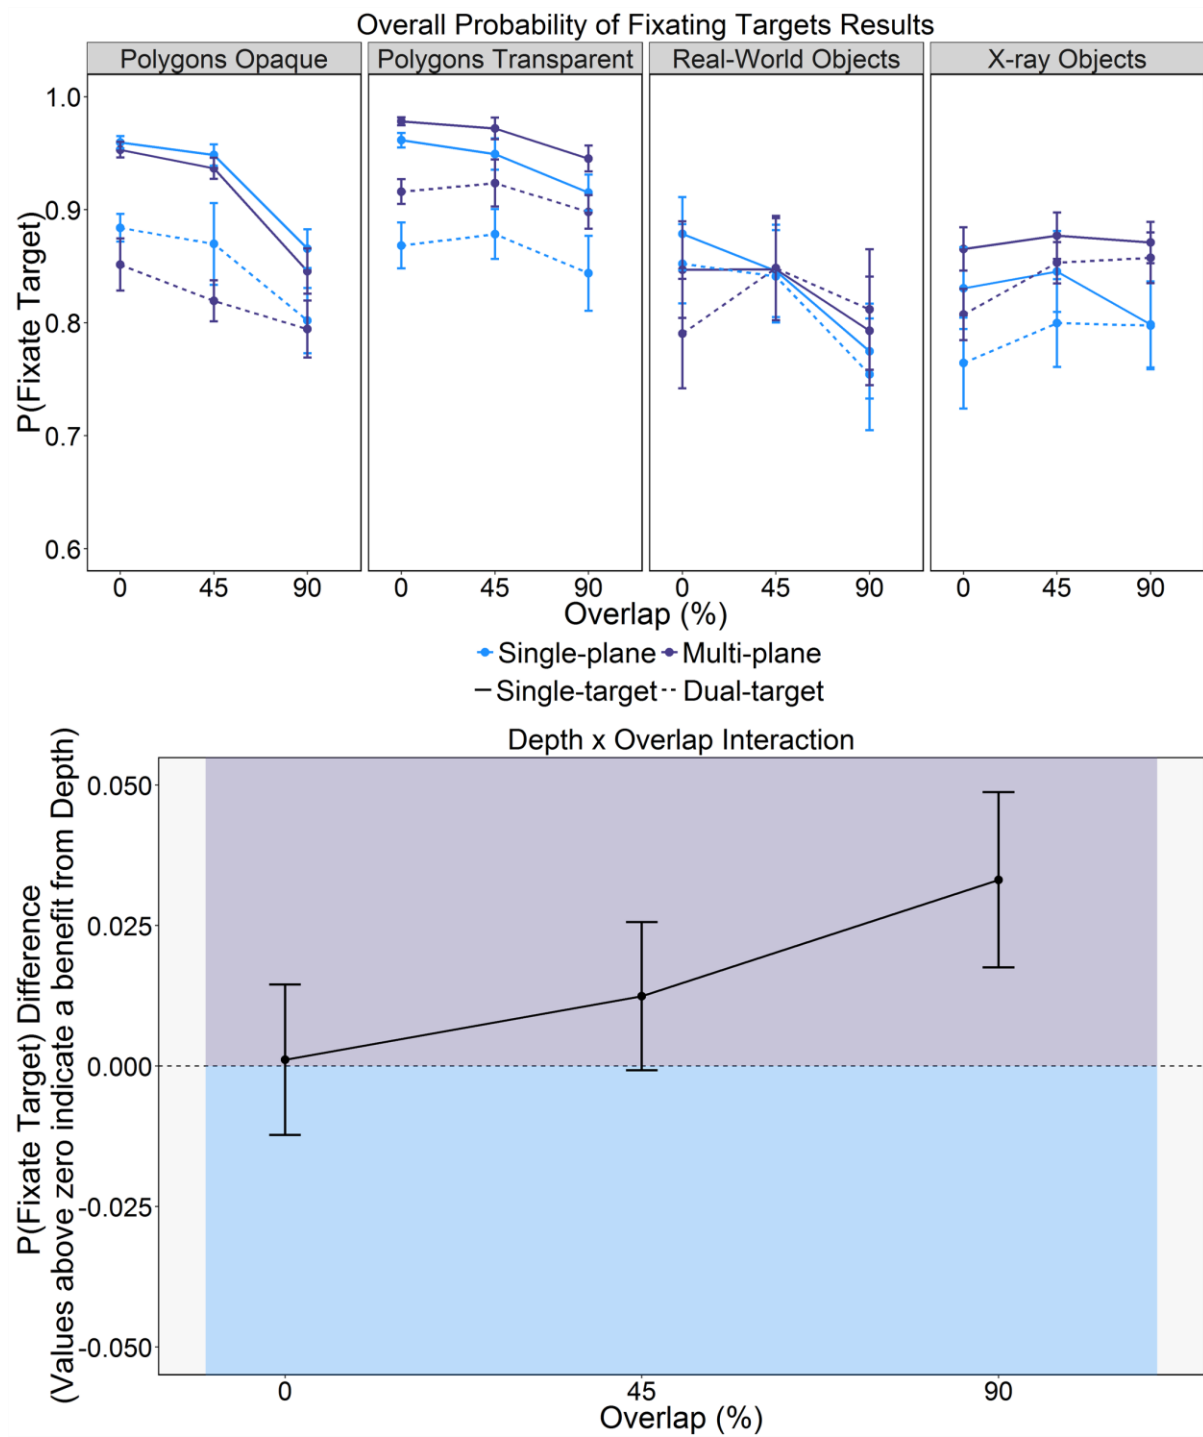 Overall Probability of Fixating Targets Results
Polygons Opaque Polygons Transparent Real-World Objects X-ray Objects
P(Fixate Target)
1.0
0.9
0.8
0.7
0.6
0 45 90 0 45 90 0 45 90 0 45 90
Overlap (%)
Single-plane Multi-plane
Single-target Dual-target
Depth x Overlap Interaction
P(Fixate Target) Difference
(Values above zero indicate a benefit from Depth)
0.050
0.025
0.000
-0.025
-0.050
0 45 90
Overlap (%)